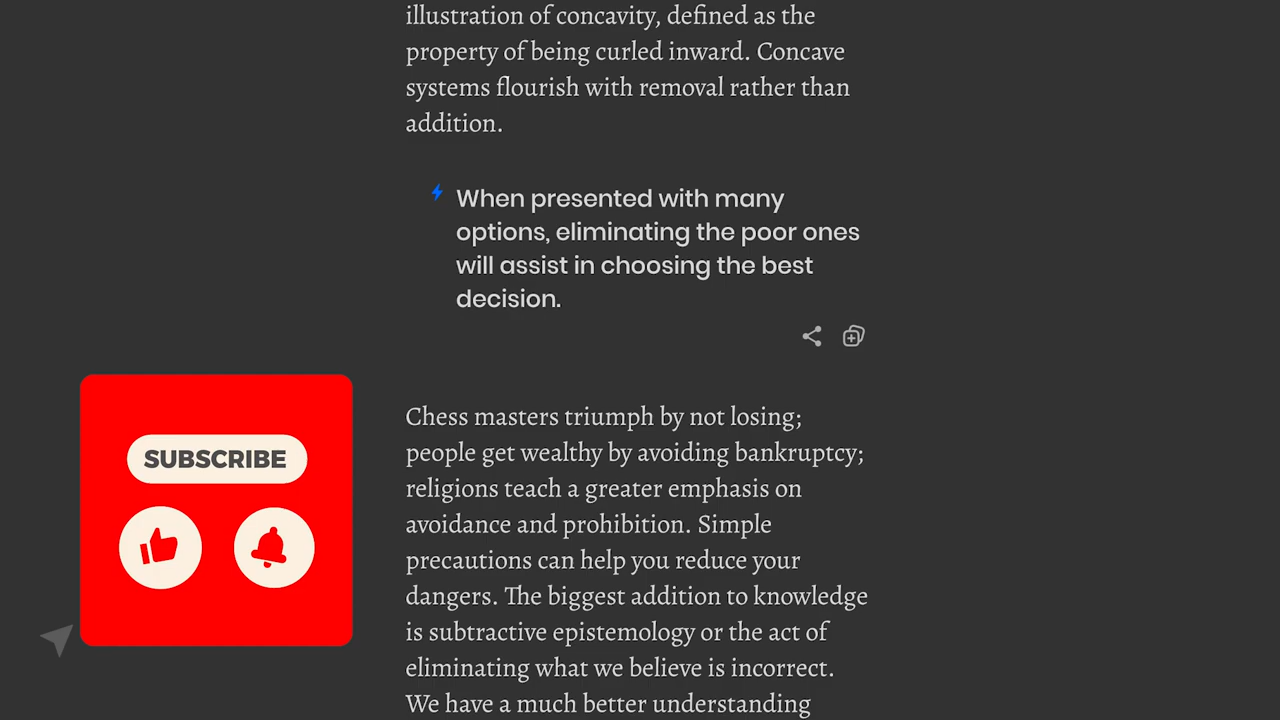 illustration of concavity, defined as the
property of being curled inward. Concave
systems flourish with removal rather than
addition.
When presented with many
options, eliminating the poor ones
will assist in choosing the best
decision.
SUBSCRIBE
Chess masters triumph by not losing;
people get wealthy by avoiding bankruptcy;
religions teach a greater emphasis on
avoidance and prohibition. Simple
precautions can help you reduce your
dangers. The biggest addition to knowledge
is subtractive epistemology or the act of
eliminating what we believe is incorrect.
We have a much better understanding